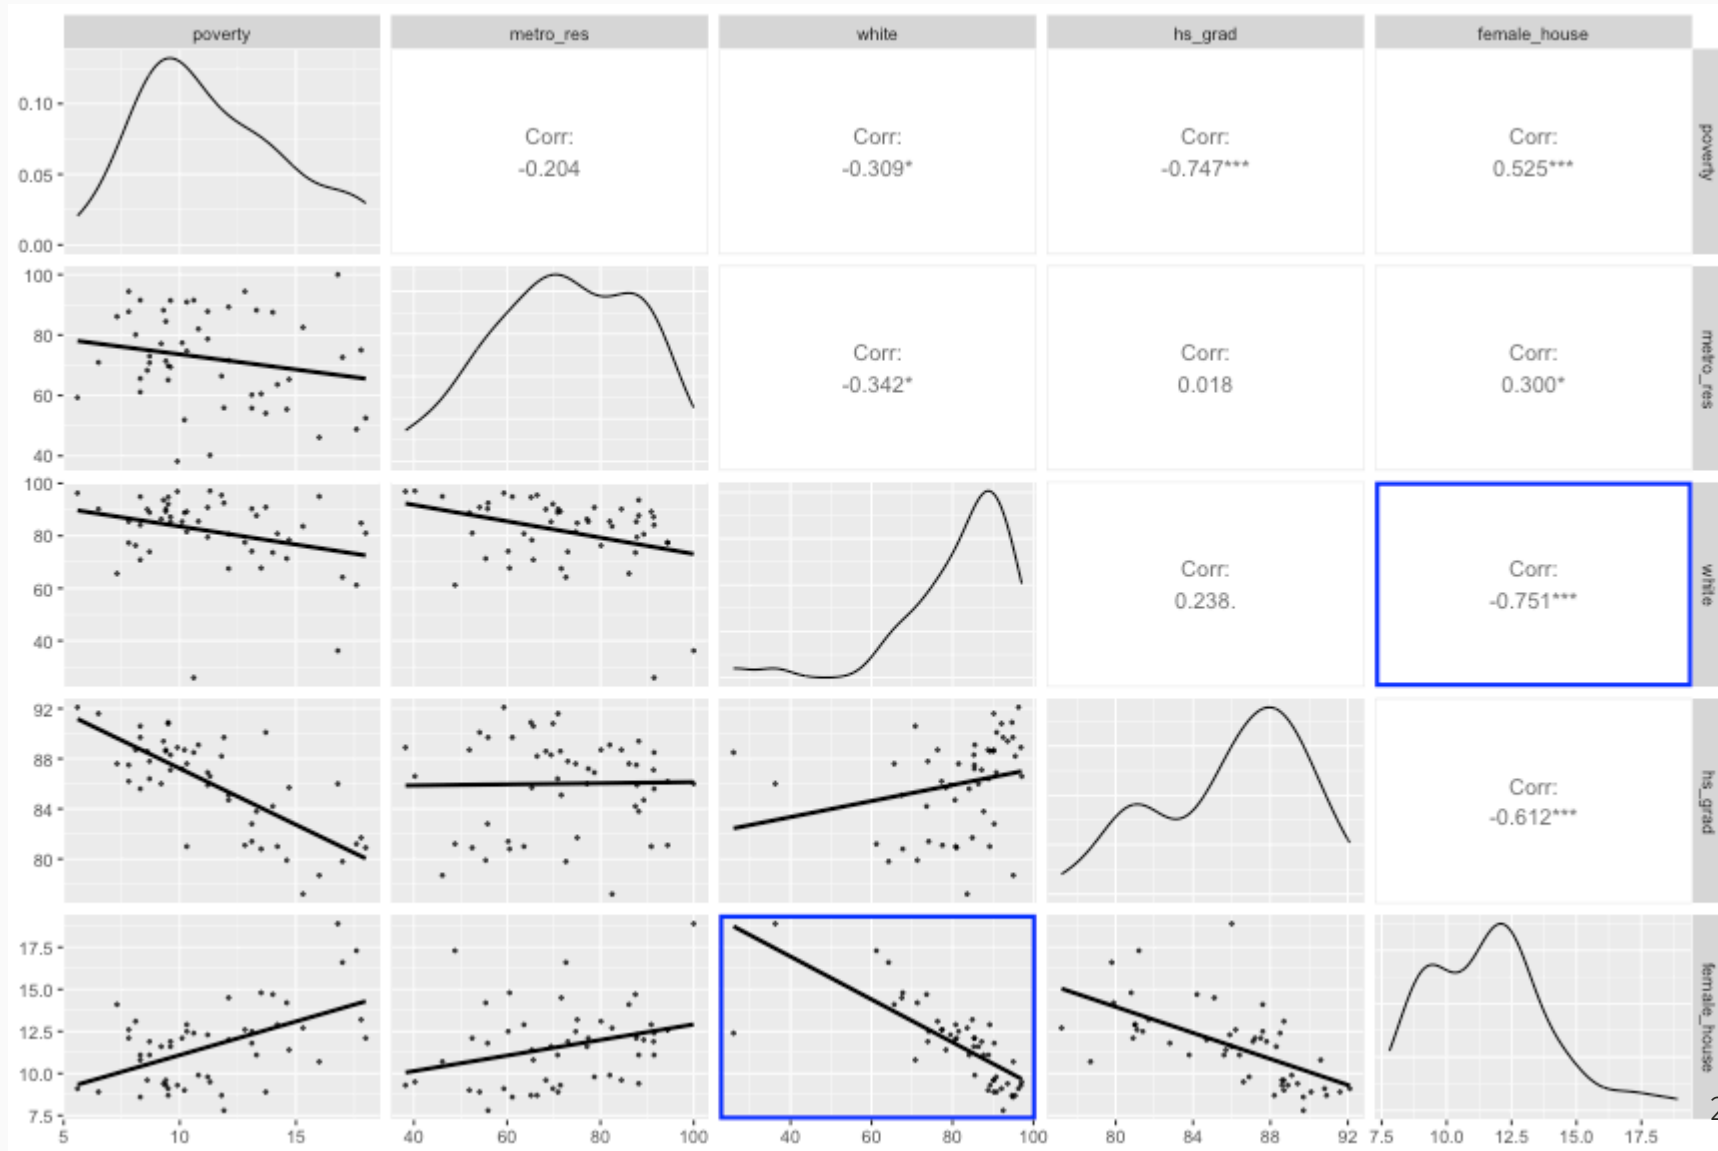 poverty metro_res white hs_grad female_house
0.10
0.05
0.00
Corr:
-0.204
Corr:
-0.309*
Corr:
-0.747***
Corr:
0.525***
poverty
100
80
60
40
Corr:
-0.342*
Corr:
0.018
Corr:
0.300*
metro_res
100
80
60
40
Corr:
0.238.
Corr:
-0.751***
white
92
88
84
80
Corr:
-0.612***
hs_grad
17.5
15.0
12.5
10.0
7.5
female_house
2
5 10 15 40 60 80 100 40 60 80 100 80 84 88 92 7.5 10.0 12.5 15.0 17.5